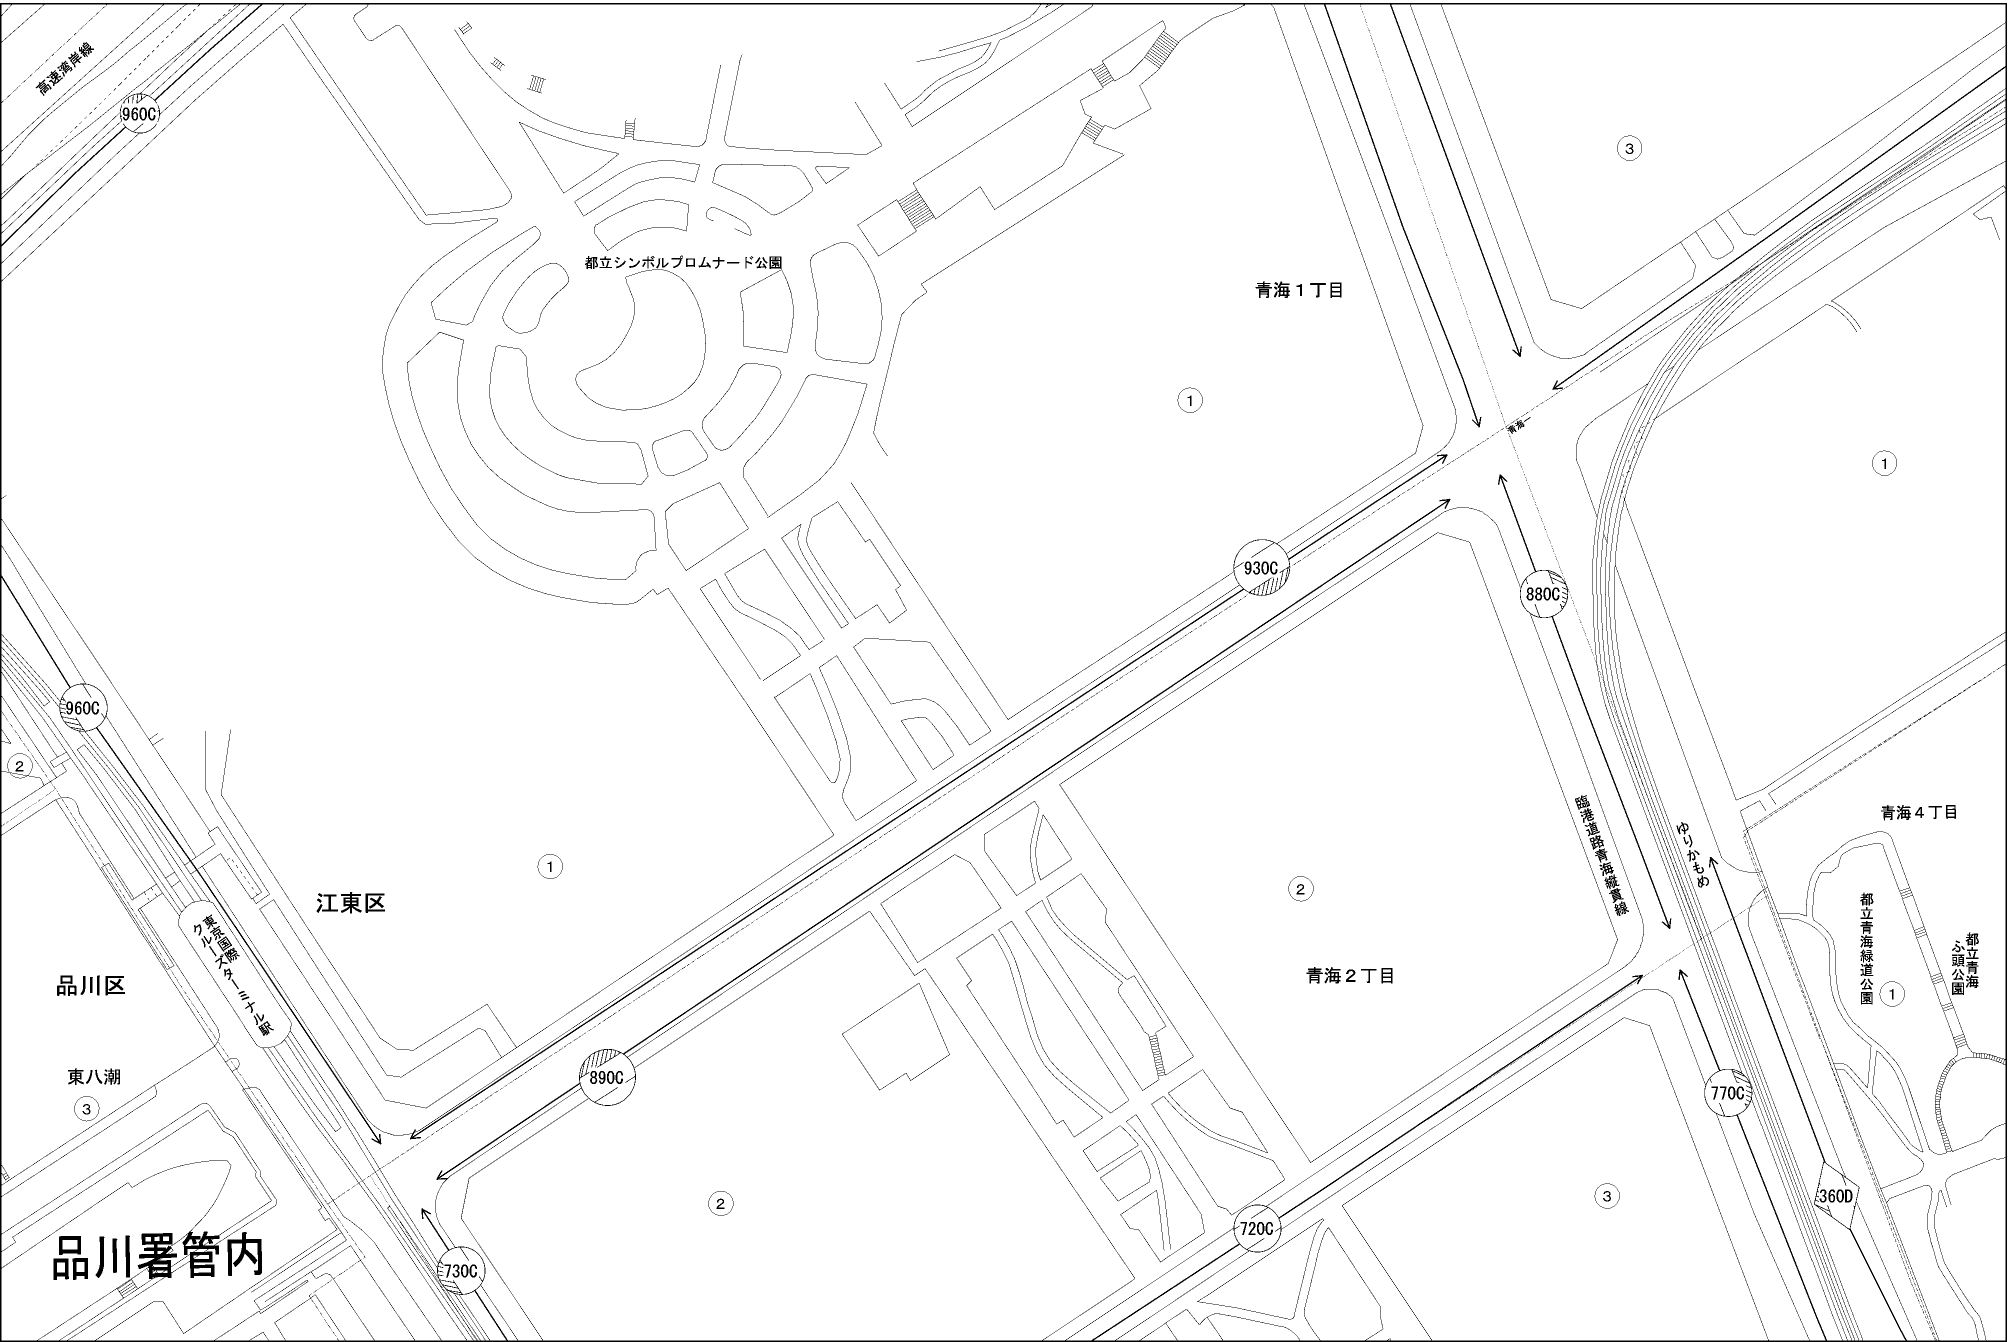 高速湾岸線
960C
3
都立シンボルプロムナード公園
青海1丁目
1
青海一
1
930C
880C
960C
2
臨港道路青海縦貫線
ゆりかもめ
青海4丁目
1
2
江東区
都立青海緑道公園
都立青海
ふ頭公園
東京国際
クルーズターミナル駅
品川区
青海2丁目
1
890C
東八潮
3
770C
2
3
360D
720C
品川署管内
730C